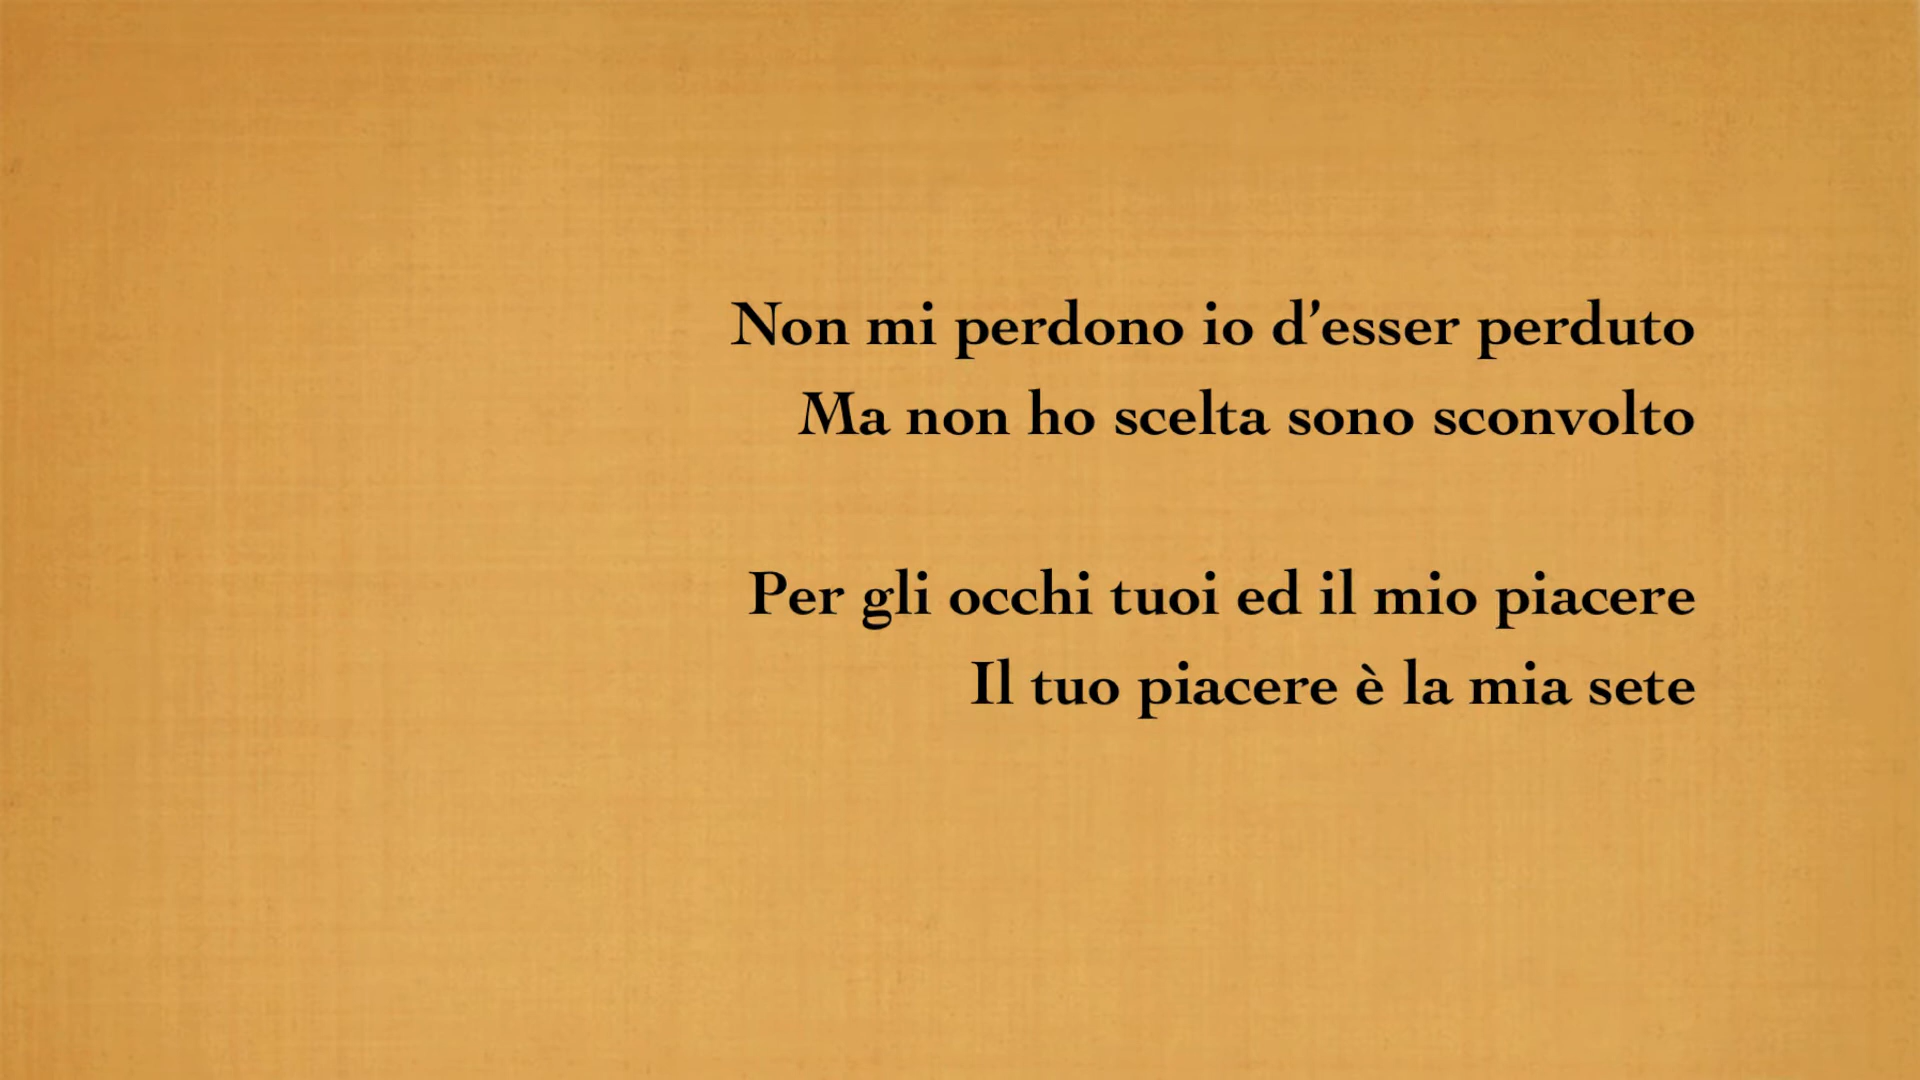 Non mi perdono io d’esser perduto
Ma non ho scelta sono sconvolto
Per gli occhi tuoi ed il mio piacere
Il tuo piacere è la mia sete